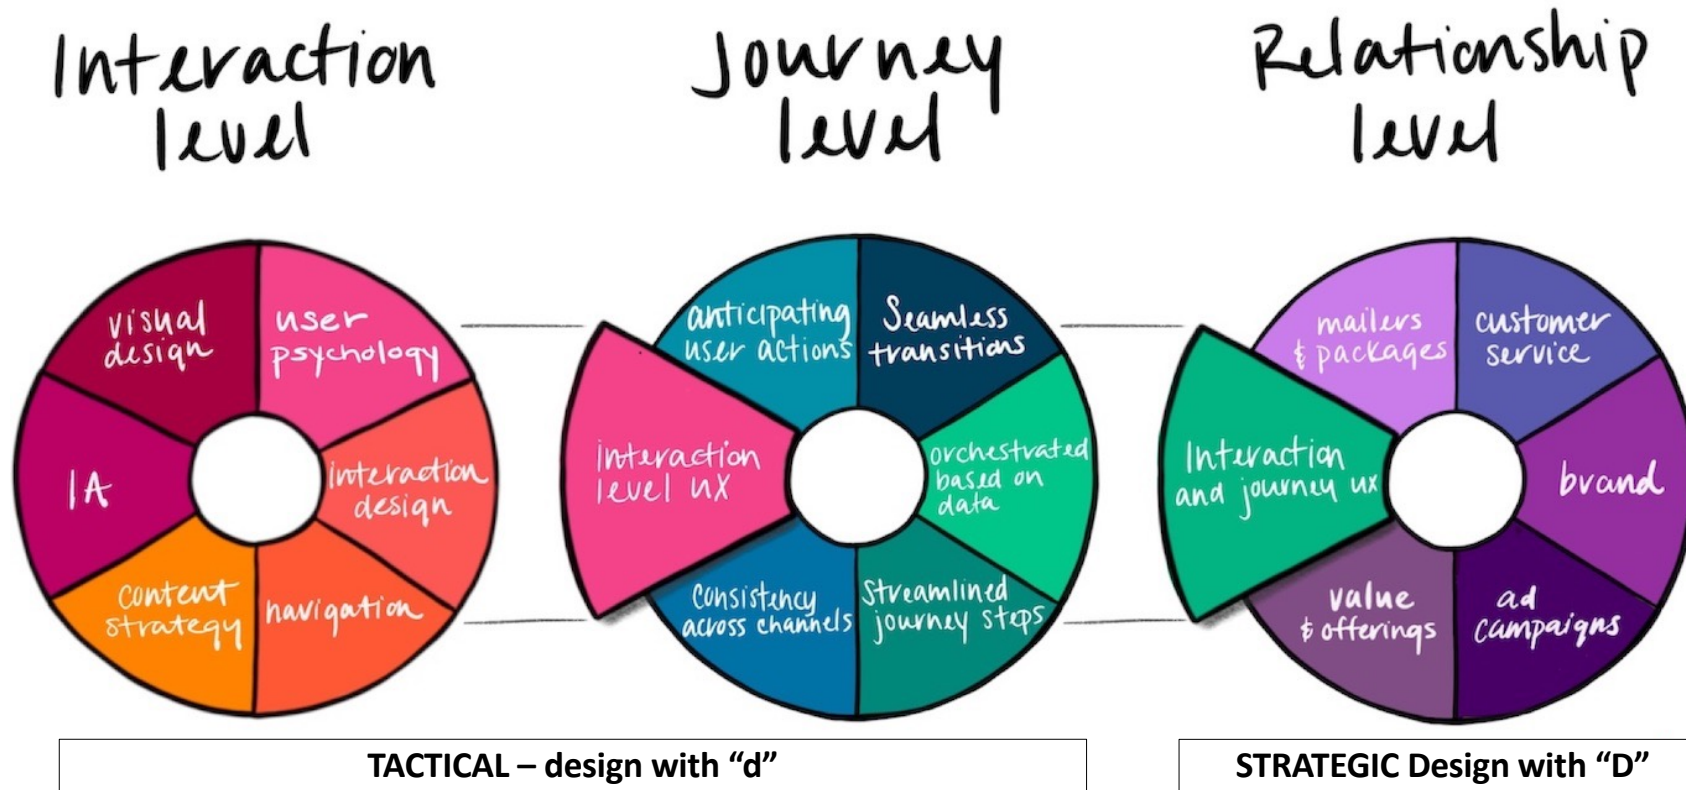 Interaction
level
Journey
level
Relationship
level
visual
design
user
psychology
IA
interaction
design
content
strategy
navigation
anticipating
user actions
Seamless
transitions
interaction
level UX
orchestrated
based on
data
Consistency
across channels
Streamlined
journey steps
mailers
& packages
customer
service
Interaction
and journey UX
brand
value
& offerings
ad
campaigns
TACTICAL – design with “d”
STRATEGIC Design with “D”